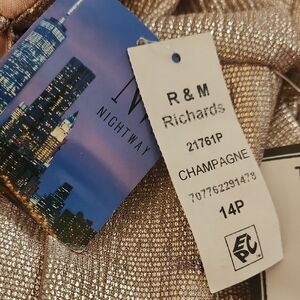 N
NIGHTWAY
R & M
Richards
21761P
CHAMPAGNE
707762291478
14P